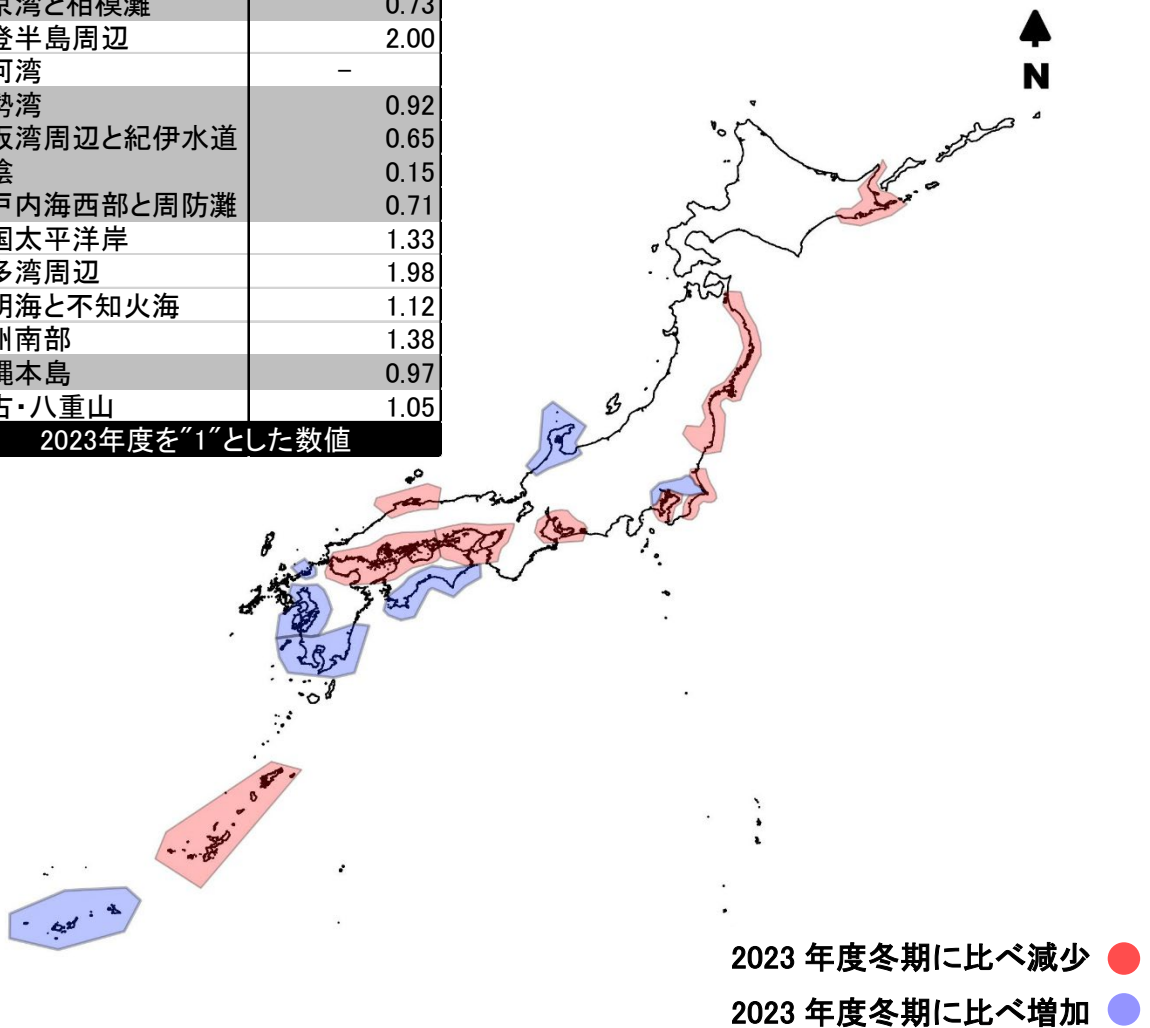 京湾と相模灘 0.73
登半島周辺 2.00
河湾 −
勢湾 0.92
阪湾周辺と紀伊水道 0.65
陰 0.15
戸内海西部と周防灘 0.71
国太平洋岸 1.33
多湾周辺 1.98
明海と不知火海 1.12
州南部 1.38
縄本島 0.97
古・八重山 1.05
2023年度を"1"とした数値
N
2023 年度冬期に比べ減少
2023 年度冬期に比べ増加